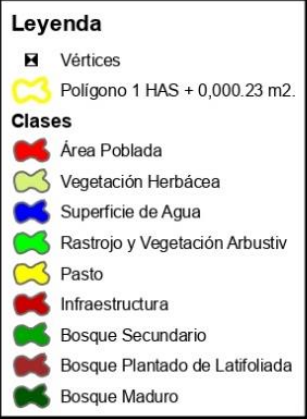 Leyenda
Vértices
Polígono 1 HAS + 0,000.23 m2.
Clases
Área Poblada
Vegetación Herbácea
Superficie de Agua
Rastrojo y Vegetación Arbustiv
Pasto
Infraestructura
Bosque Secundario
Bosque Plantado de Latifoliada
Bosque Maduro